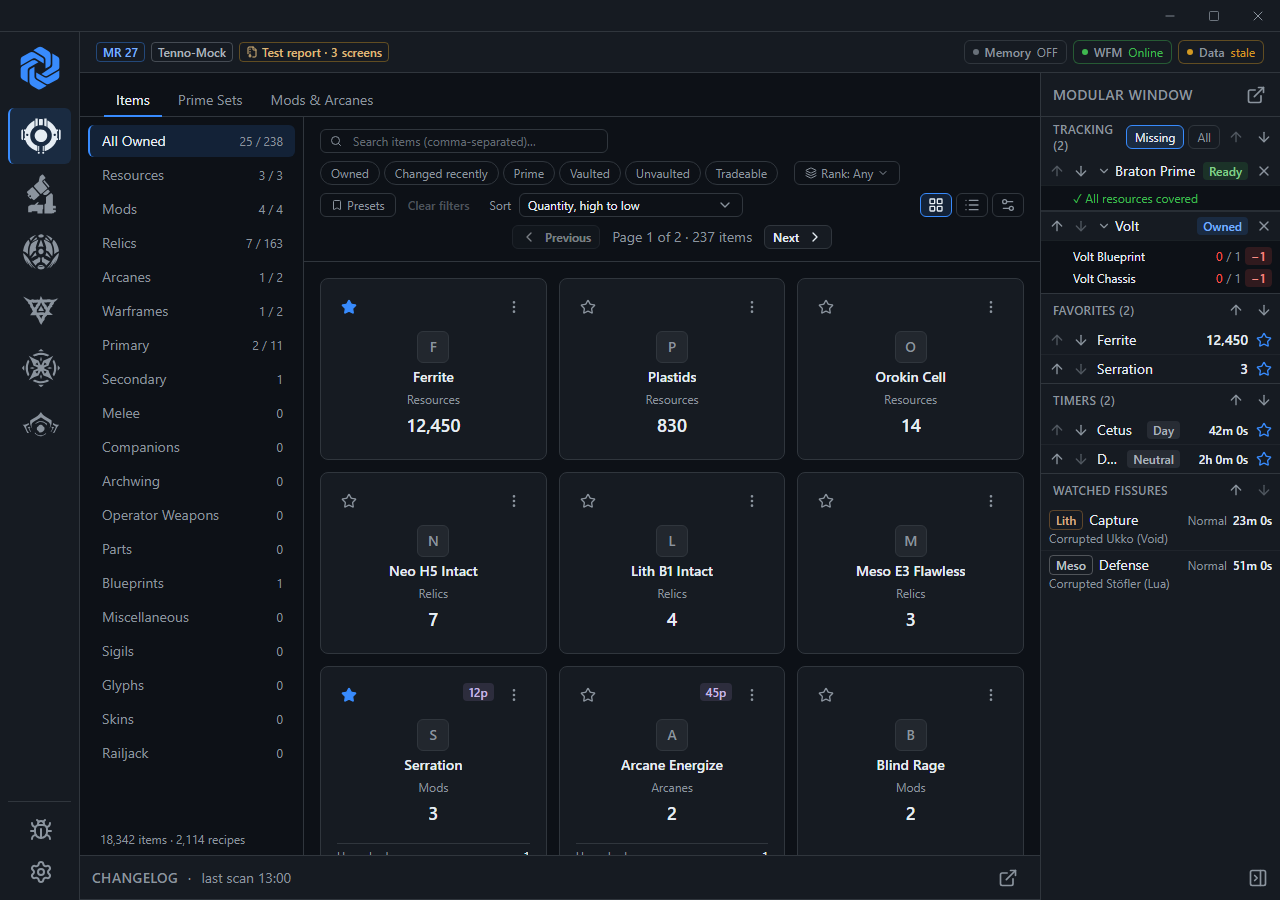 MR 27
Tenno-Mock
Test report · 3 screens
Memory OFF
WFM Online
Data stale
Items
Prime Sets
Mods & Arcanes
All Owned 25 / 238
Resources 3 / 3
Mods 4 / 4
Relics 7 / 163
Arcanes 1 / 2
Warframes 1 / 2
Primary 2 / 11
Secondary 1
Melee 0
Companions 0
Archwing 0
Operator Weapons 0
Parts 0
Blueprints 1
Miscellaneous 0
Sigils 0
Glyphs 0
Skins 0
Railjack 0
18,342 items · 2,114 recipes
Search items (comma-separated)...
Owned
Changed recently
Prime
Vaulted
Unvaulted
Tradeable
Rank: Any
Presets
Clear filters
Sort
Quantity, high to low
Previous
Page 1 of 2 · 237 items
Next
F
Ferrite
Resources
12,450
P
Plastids
Resources
830
O
Orokin Cell
Resources
14
N
Neo H5 Intact
Relics
7
L
Lith B1 Intact
Relics
4
M
Meso E3 Flawless
Relics
3
12p
S
Serration
Mods
3
45p
A
Arcane Energize
Arcanes
2
B
Blind Rage
Mods
2
CHANGELOG · last scan 13:00
MODULAR WINDOW
TRACKING
(2)
Missing
All
Braton Prime Ready
✓ All resources covered
Volt Owned
Volt Blueprint 0 / 1 −1
Volt Chassis 0 / 1 −1
FAVORITES (2)
Ferrite 12,450
Serration 3
TIMERS (2)
Cetus Day 42m 0s
D... Neutral 2h 0m 0s
WATCHED FISSURES
Lith Capture Normal 23m 0s
Corrupted Ukko (Void)
Meso Defense Normal 51m 0s
Corrupted Stöfler (Lua)